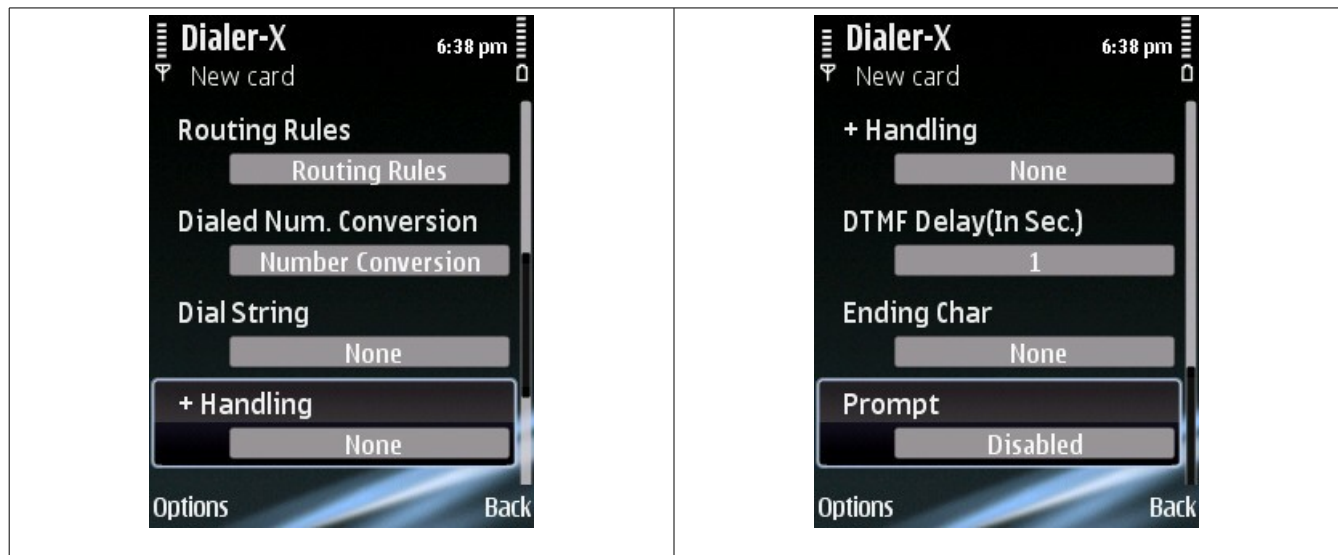 Dialer-X 6:38 pm
New card
Routing Rules
Routing Rules
Dialed Num. Conversion
Number Conversion
Dial String
None
+ Handling
None
Options Back
Dialer-X 6:38 pm
New card
+ Handling
None
DTMF Delay(In Sec.)
1
Ending Char
None
Prompt
Disabled
Options Back